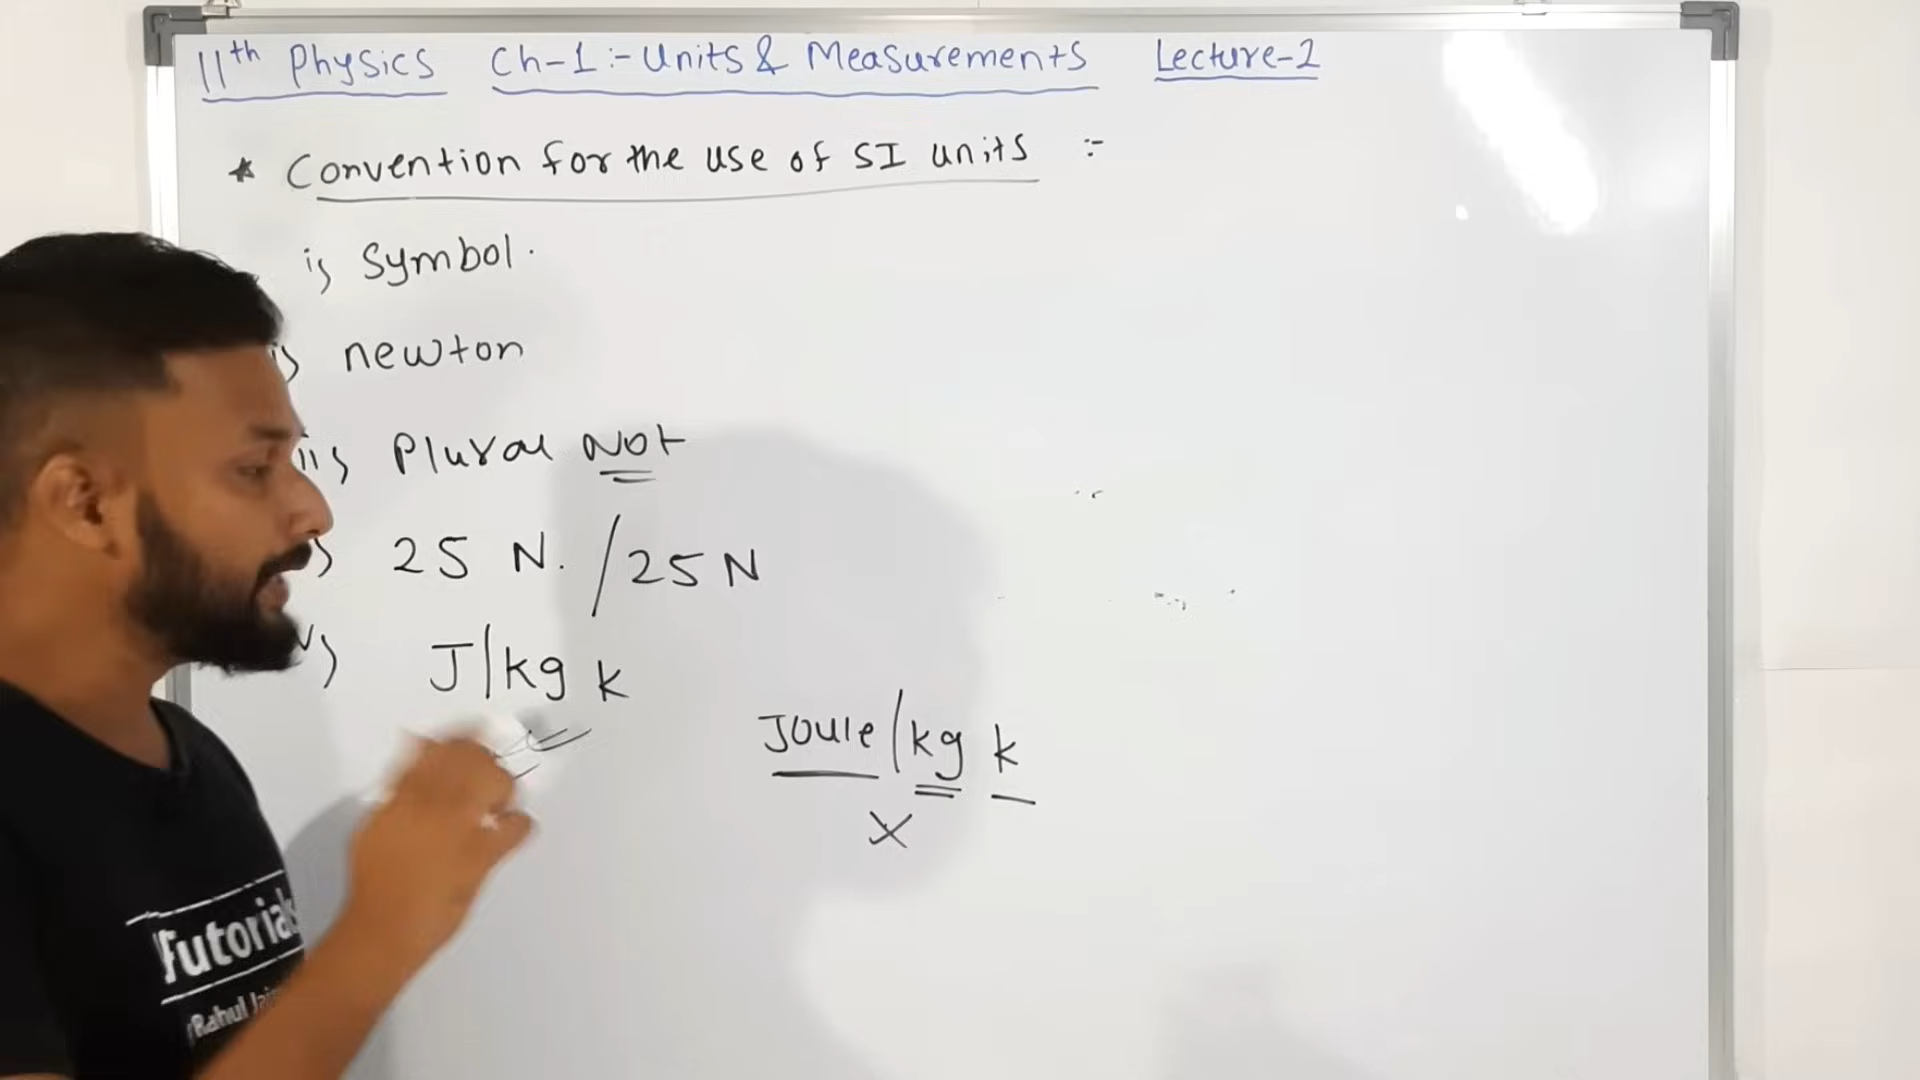 11th Physics Ch-1:- Units & Measurements Lecture-2
* Convention for the use of SI units :-
i) Symbol.
newton
ii) Plural Not
25 N. / 25 N
v) J/kg k
Joule/kg k
X
Tutorials
Rahul